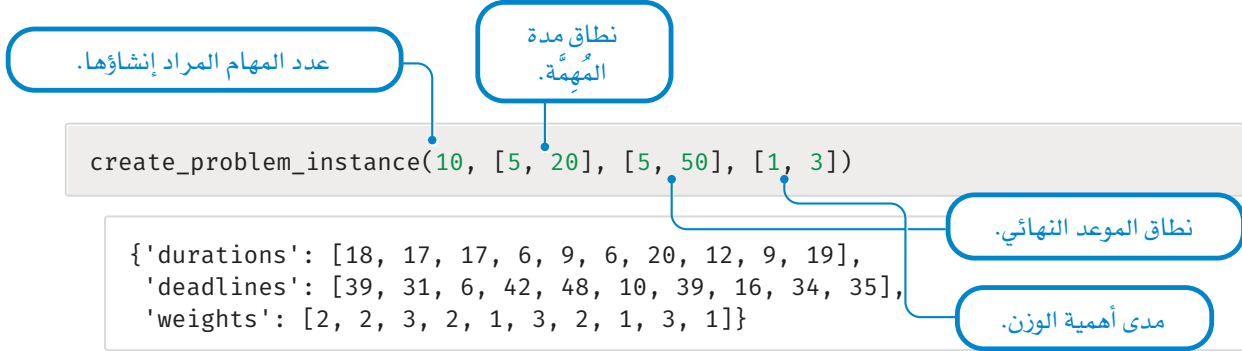 نطاق مدة
المُهِمَّة.
عدد المهام المراد إنشاؤها.
create_problem_instance(10, [5, 20], [5, 50], [1, 3])
نطاق الموعد النهائي.
{'durations': [18, 17, 17, 6, 9, 6, 20, 12, 9, 19],
'deadlines': [39, 31, 6, 42, 48, 10, 39, 16, 34, 35],
'weights': [2, 2, 3, 2, 1, 3, 2, 1, 3, 1]}
مدى أهمية الوزن.